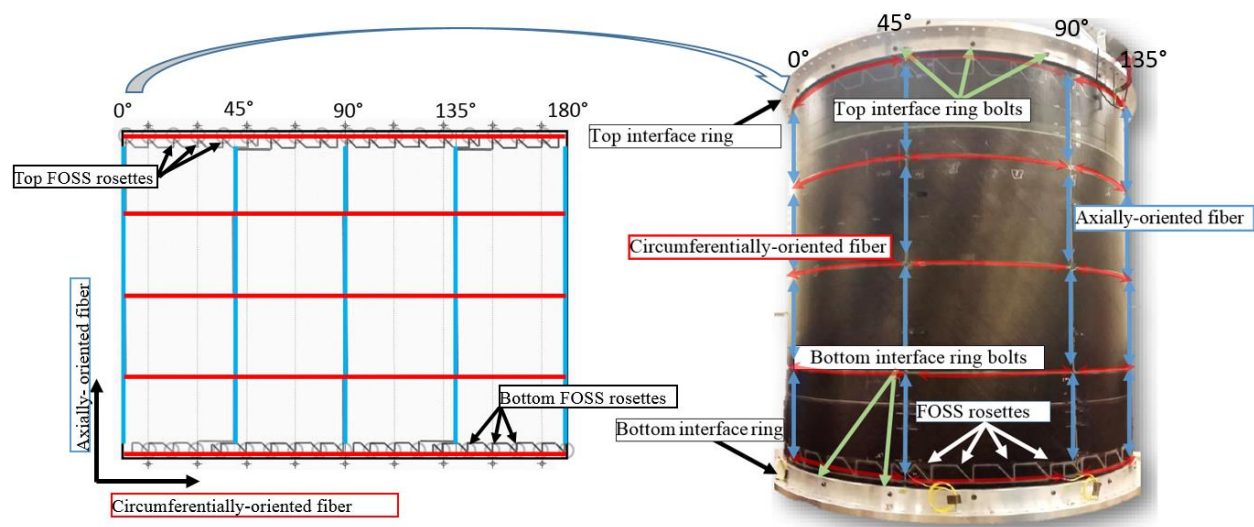 0° 45° 90° 135° 180°
Top FOSS rosettes
Axially-oriented fiber
Bottom FOSS rosettes
Circumferentially-oriented fiber
0°
45°
90°
135°
Top interface ring bolts
Top interface ring
Axially-oriented fiber
Circumferentially-oriented fiber
Bottom interface ring bolts
FOSS rosettes
Bottom interface ring